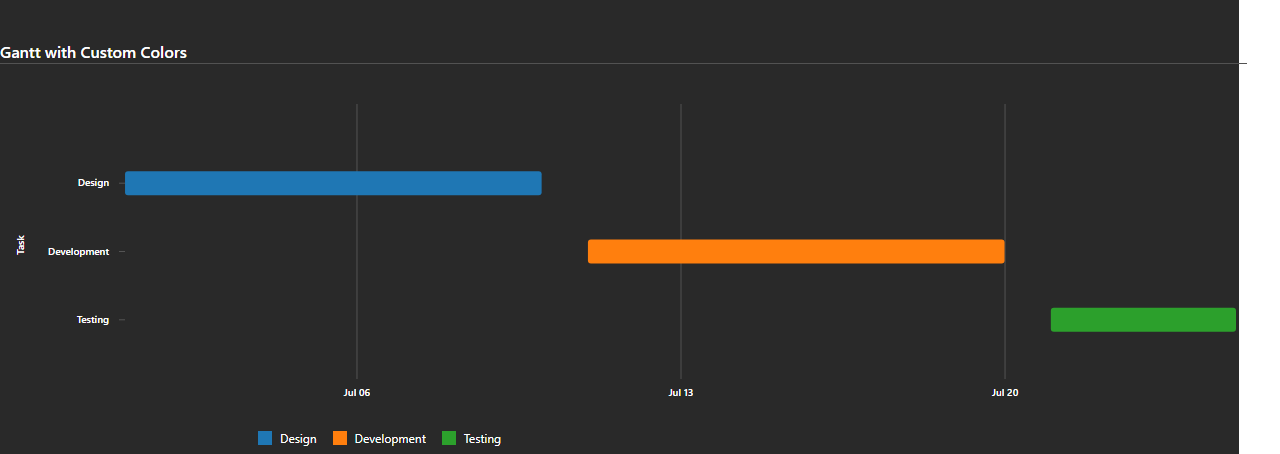 Gantt with Custom Colors
Design
Task
Development
Testing
Jul 06
Jul 13
Jul 20
Design
Development
Testing